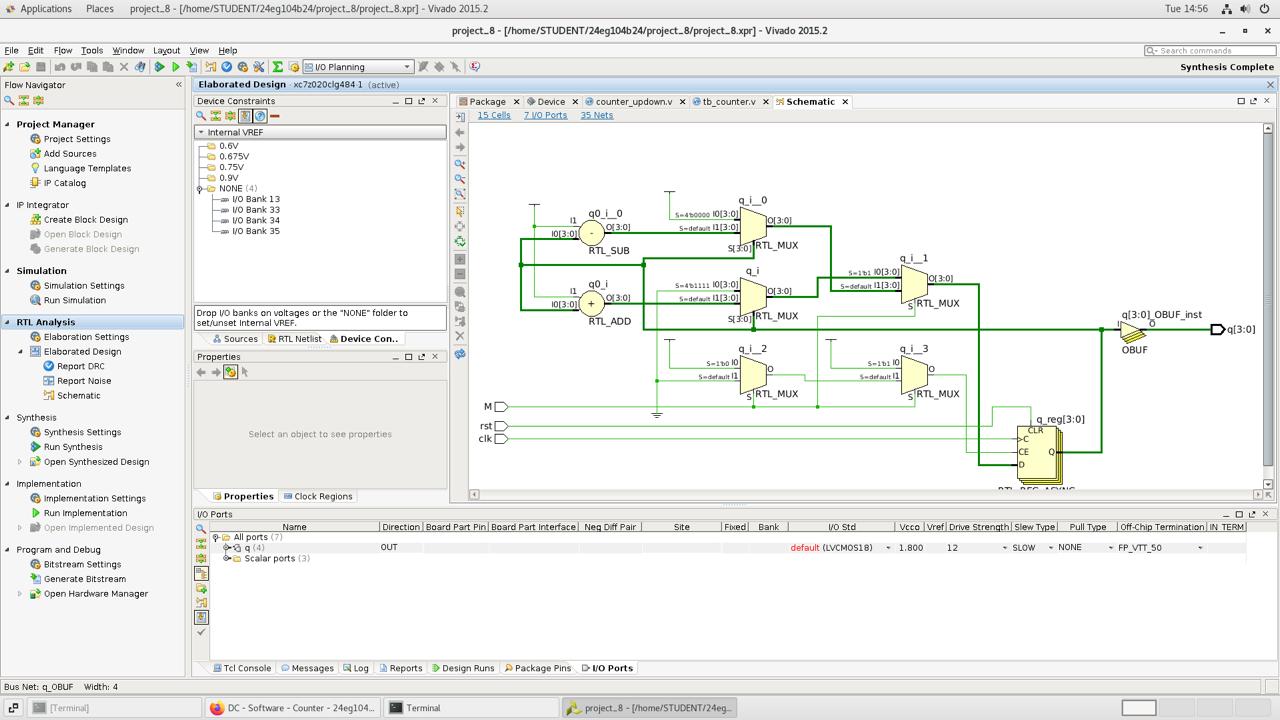 Applications Places project_8 - [/home/STUDENT/24eg104b24/project_8/project_8.xpr] - Vivado 2015.2 Tue 14:56
project_8 - [/home/STUDENT/24eg104b24/project_8/project_8.xpr] - Vivado 2015.2
File Edit Flow Tools Window Layout View Help Search commands
I/O Planning Synthesis Complete
Flow Navigator
Project Manager
Project Settings
Add Sources
Language Templates
IP Catalog
IP Integrator
Create Block Design
Open Block Design
Generate Block Design
Simulation
Simulation Settings
Run Simulation
RTL Analysis
Elaboration Settings
Elaborated Design
Report DRC
Report Noise
Schematic
Synthesis
Synthesis Settings
Run Synthesis
Open Synthesized Design
Implementation
Implementation Settings
Run Implementation
Open Implemented Design
Program and Debug
Bitstream Settings
Generate Bitstream
Open Hardware Manager
Elaborated Design - xc7z020clg484-1 (active)
Device Constraints
Internal VREF
0.6V
0.675V
0.75V
0.9V
NONE (4)
I/O Bank 13
I/O Bank 33
I/O Bank 34
I/O Bank 35
Drop I/O banks on voltages or the "NONE" folder to
set/unset Internal VREF.
Sources RTL Netlist Device Con..
Properties
Select an object to see properties
Properties Clock Regions
Package Device counter_updown.v tb_counter.v Schematic
15 Cells 7 I/O Ports 35 Nets
q_i__0
S=4'b0000 I0[3:0] O[3:0]
S=default I1[3:0]
S[3:0] RTL_MUX
q0_i__0
I1 O[3:0]
I0[3:0] -
RTL_SUB
q_i
S=4'b1111 I0[3:0] O[3:0]
S=default I1[3:0]
S[3:0] RTL_MUX
q0_i
I1 O[3:0]
I0[3:0] +
RTL_ADD
q_i__1
S=1'b1 I0[3:0] O[3:0]
S=default I1[3:0]
S RTL_MUX
q[3:0]_OBUF_inst
I O q[3:0]
OBUF
q_i__2
S=1'b0 I0 O
S=default I1
S RTL_MUX
q_i__3
S=1'b1 I0 O
S=default I1
S RTL_MUX
M
rst
clk
q_reg[3:0]
CLR
C
CE Q
D
RTL_REG_ASYNC
I/O Ports
Name Direction Board Part Pin Board Part Interface Neg Diff Pair Site Fixed Bank I/O Std Vcco Vref Drive Strength Slew Type Pull Type Off-Chip Termination IN_TERM
All ports (7)
q (4) OUT default (LVCMOS18) 1.800 12 SLOW NONE FP_VTT_50
Scalar ports (3)
Tcl Console Messages Log Reports Design Runs Package Pins I/O Ports
Bus Net: q_OBUF Width: 4
[Terminal] DC - Software - Counter - 24eg104... Terminal project_8 - [/home/STUDENT/24eg...